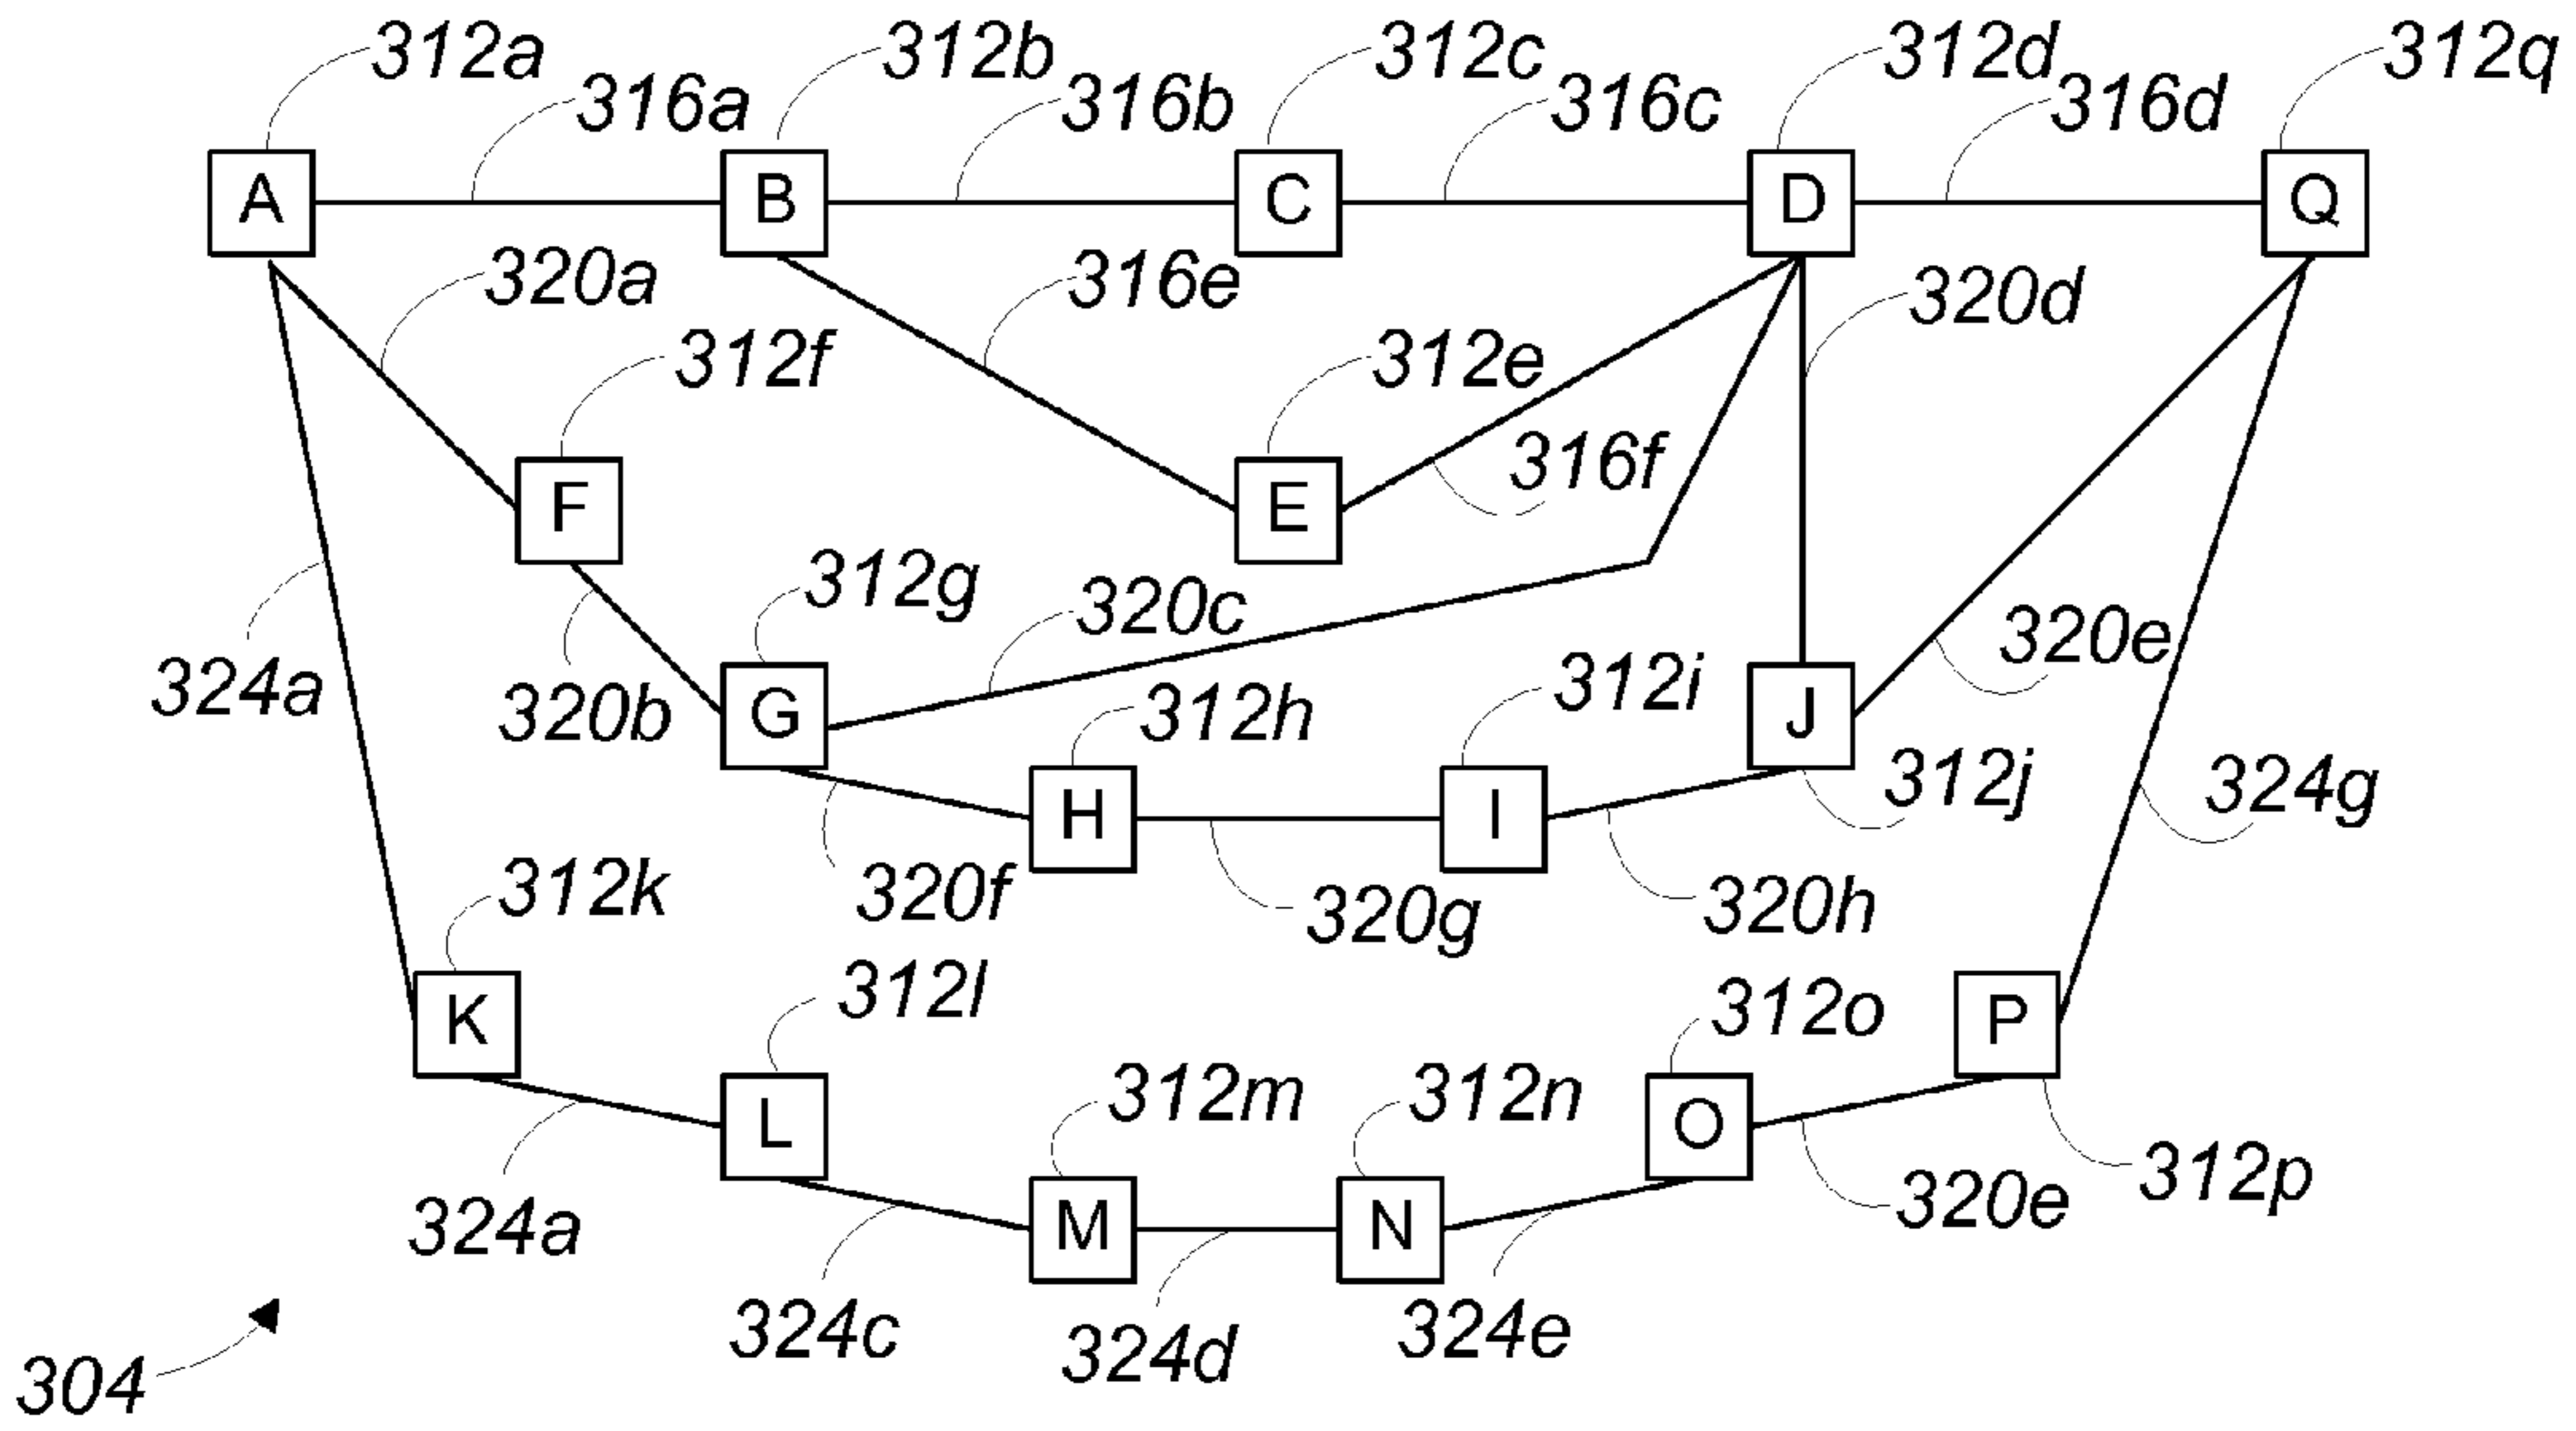 312a 312b 312c 312d 312q
316a 316b 316c 316d
A B C D Q
320a 316e 320d
312f 312e
316f
F E
312g 320c 320e
324a 320b 312h 312i
G J
312j 324g
H I
312k 320f 320g 320h
312l 312o
K P
312m 312n
L O
324a 320e 312p
M N
324c 324d 324e
304